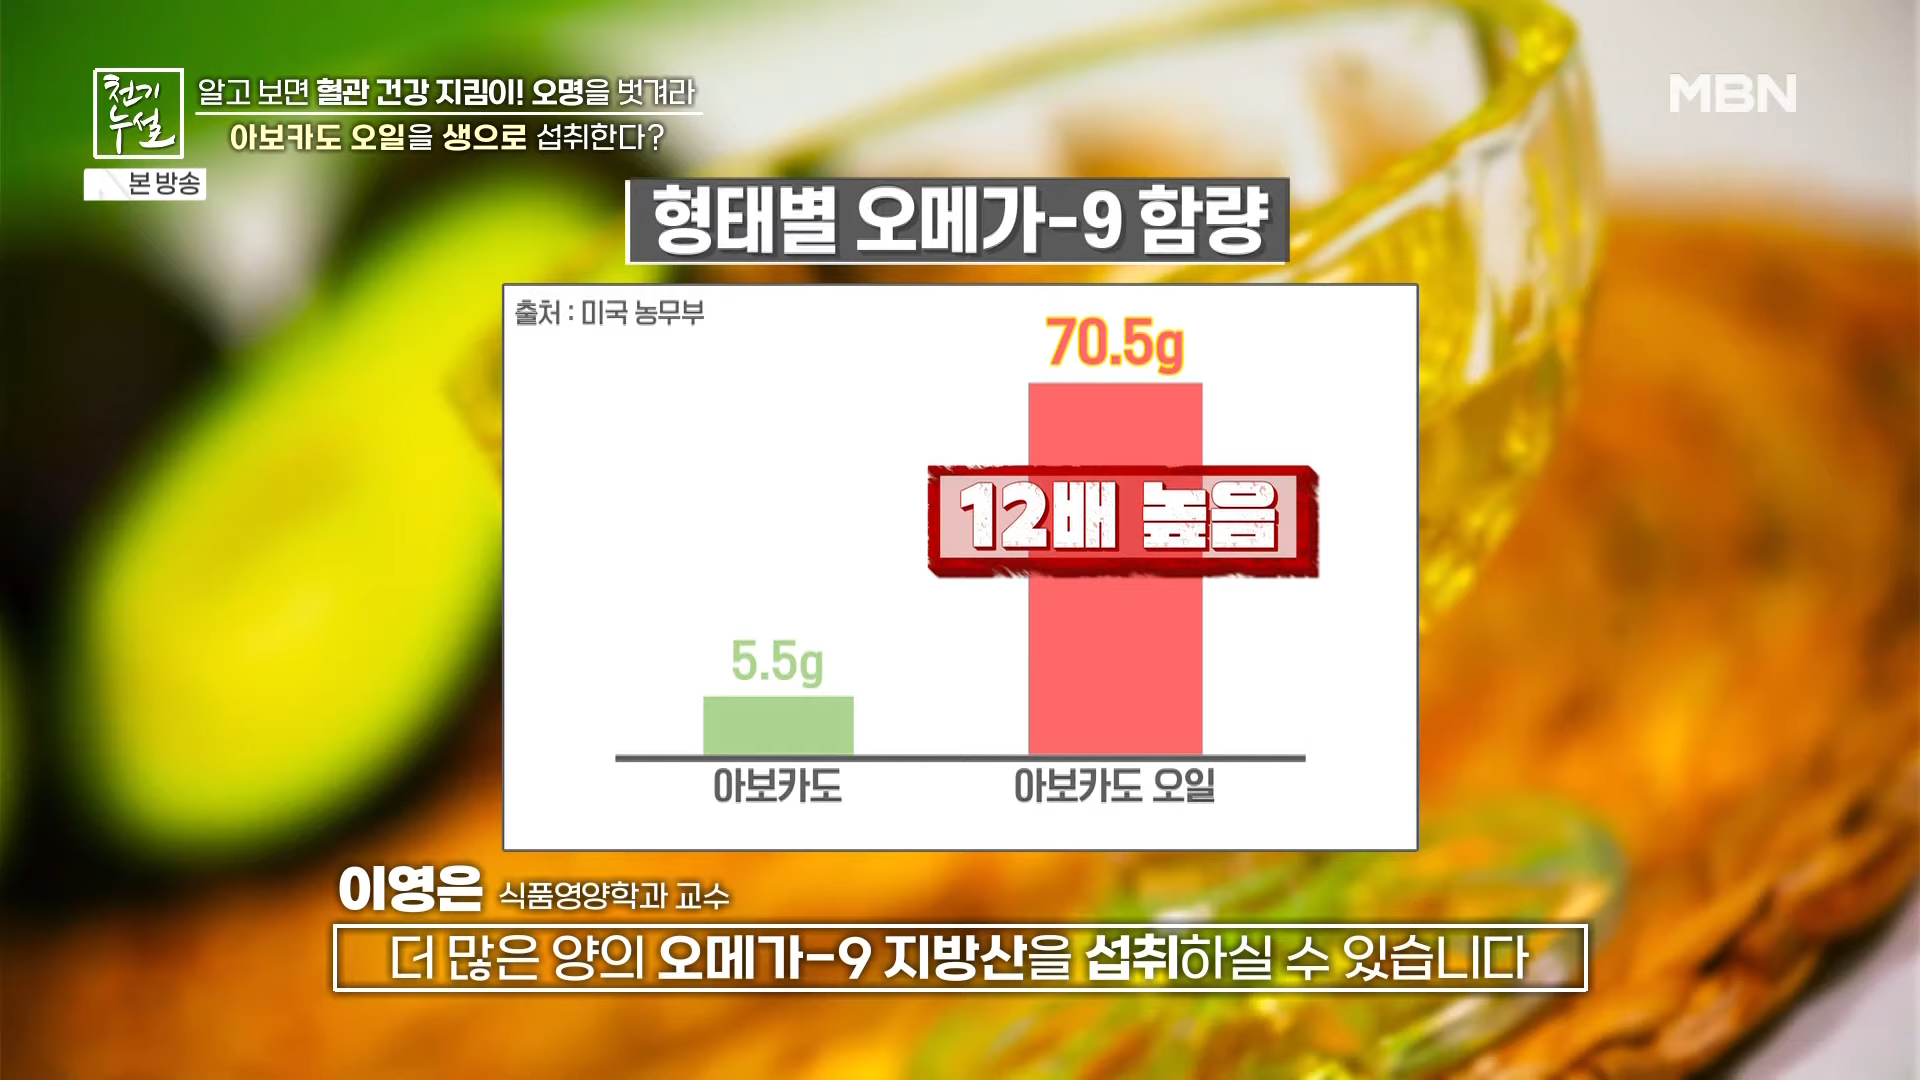 천기누설
알고 보면 혈관 건강 지킴이! 오명을 벗겨라
아보카도 오일을 생으로 섭취한다?
본 방송
MBN
형태별 오메가-9 함량
출처 : 미국 농무부
70.5g
12배 높음
5.5g
아보카도
아보카도 오일
이영은 식품영양학과 교수
더 많은 양의 오메가-9 지방산을 섭취하실 수 있습니다